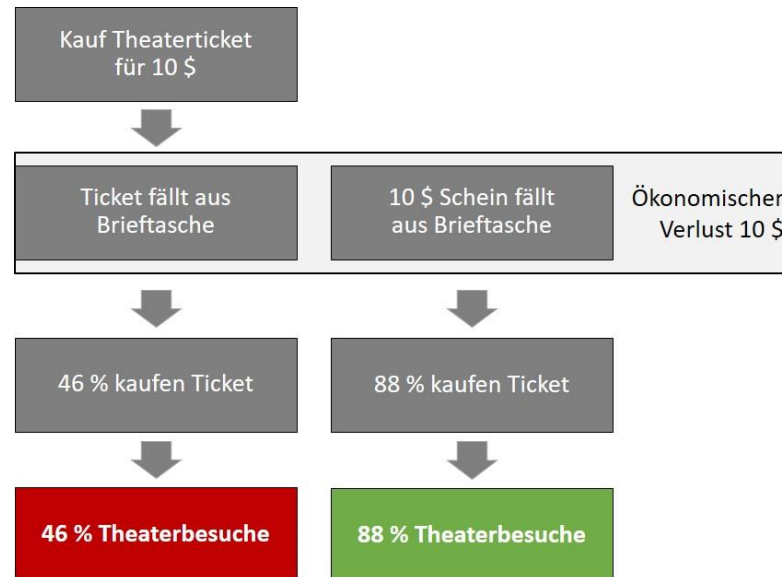 Kauf Theaterticket
für 10 $
Ticket fällt aus
Brieftasche
10 $ Schein fällt
aus Brieftasche
Ökonomischer
Verlust 10 $
46 % kaufen Ticket
88 % kaufen Ticket
46 % Theaterbesuche
88 % Theaterbesuche